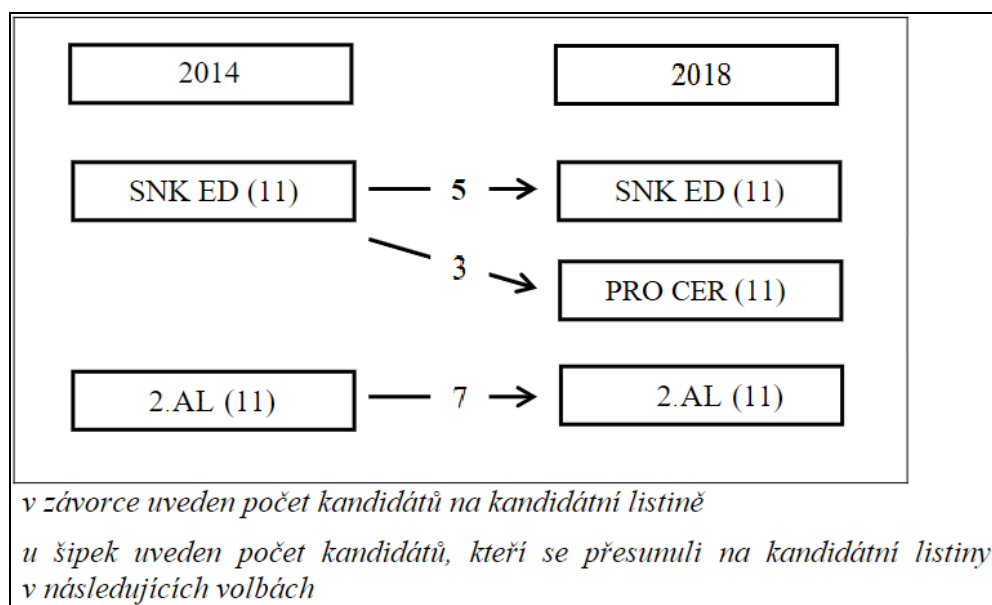 2014 2018
SNK ED (11) 5 SNK ED (11)
3
PRO CER (11)
2.AL (11) 7 2.AL (11)
v závorce uveden počet kandidátů na kandidátní listině
u šipek uveden počet kandidátů, kteří se přesunuli na kandidátní listiny
v následujících volbách